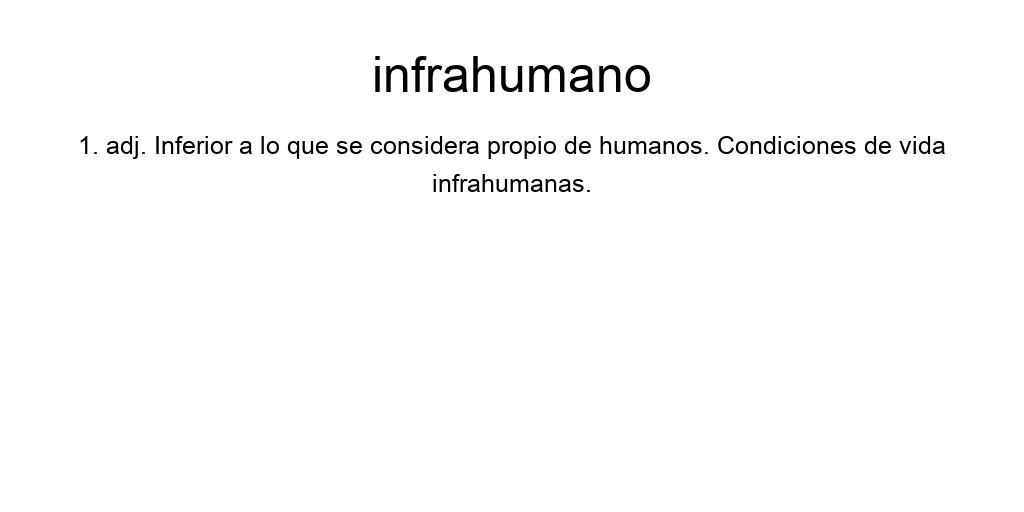 infrahumano
1. adj. Inferior a lo que se considera propio de humanos. Condiciones de vida
infrahumanas.